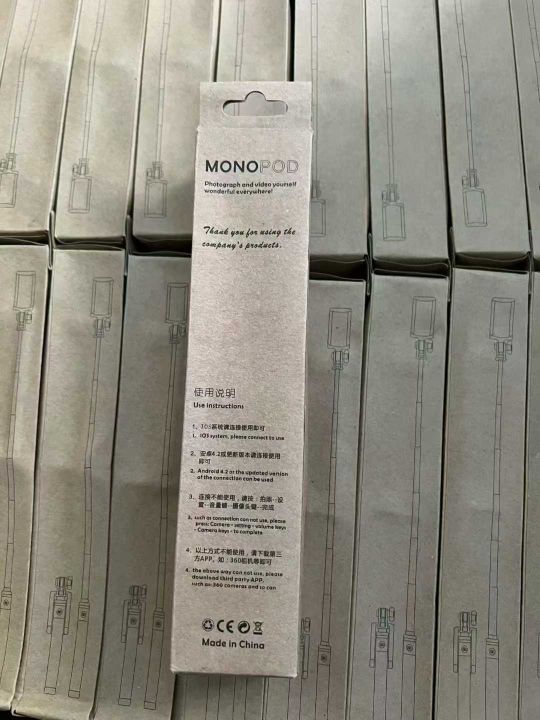 MONOPOD
Photograph and video yourself
wonderful everywhere!
Thank you for using the
company's products.
使用说明
Use instructions
1、IOS系统请连接使用即可
1、IOS system, please connect to use
2、安卓4.2或更新版本请连接使用
即可
2、Android 4.2 or the updated version
of the connection can be used
3、连接不能使用，请按：拍照--设
置--音量键--摄像头键--完成
3、such as connection can not use, please
press: Camera - setting - volume keys
- Camera keys - to complete
4、以上方式不能使用，请下载第三
方APP，如：360相机等即可
4、the above way can not use, please
download third party APP,
such as: 360 cameras and so can
CE
Made in China